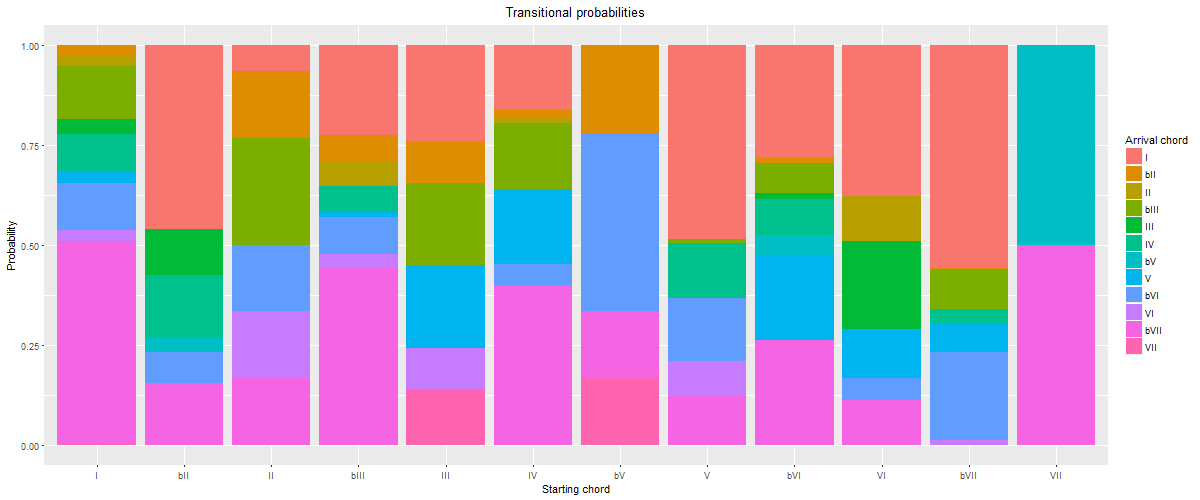 Transitional probabilities
1.00
0.75
0.50
0.25
0.00
Probability
I bII II bIII III IV bV V bVI VI bVII VII
Starting chord
Arrival chord
I
bII
II
bIII
III
IV
bV
V
bVI
VI
bVII
VII